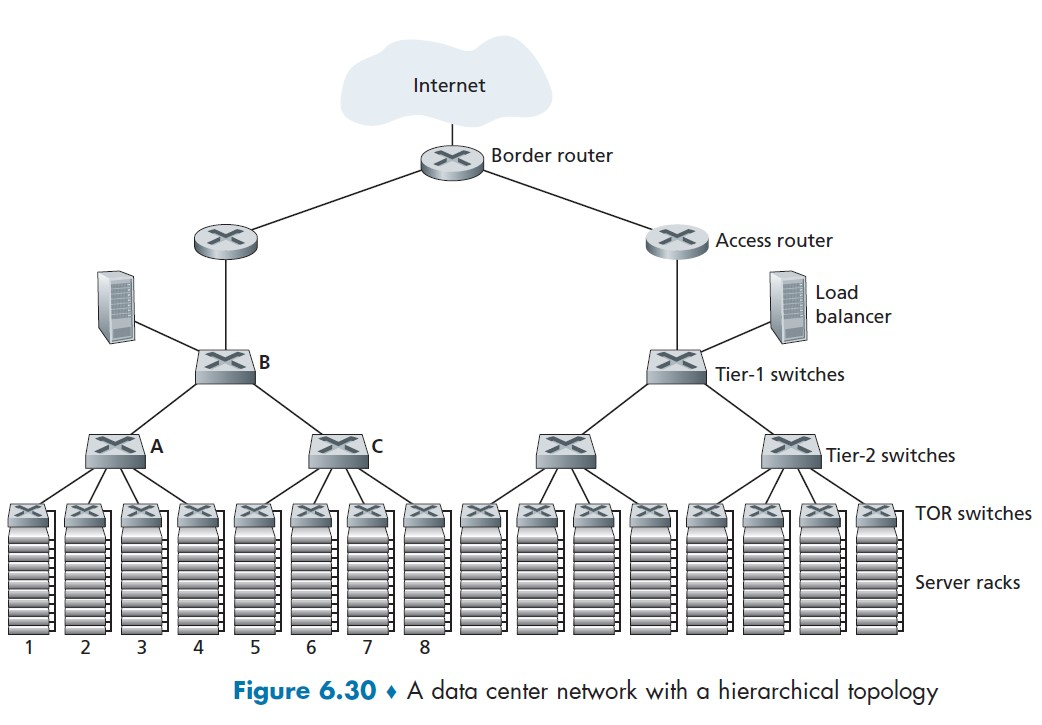 Internet
Border router
Access router
Load
balancer
B
Tier-1 switches
A
C
Tier-2 switches
TOR switches
Server racks
1 2 3 4 5 6 7 8
Figure 6.30 ♦ A data center network with a hierarchical topology